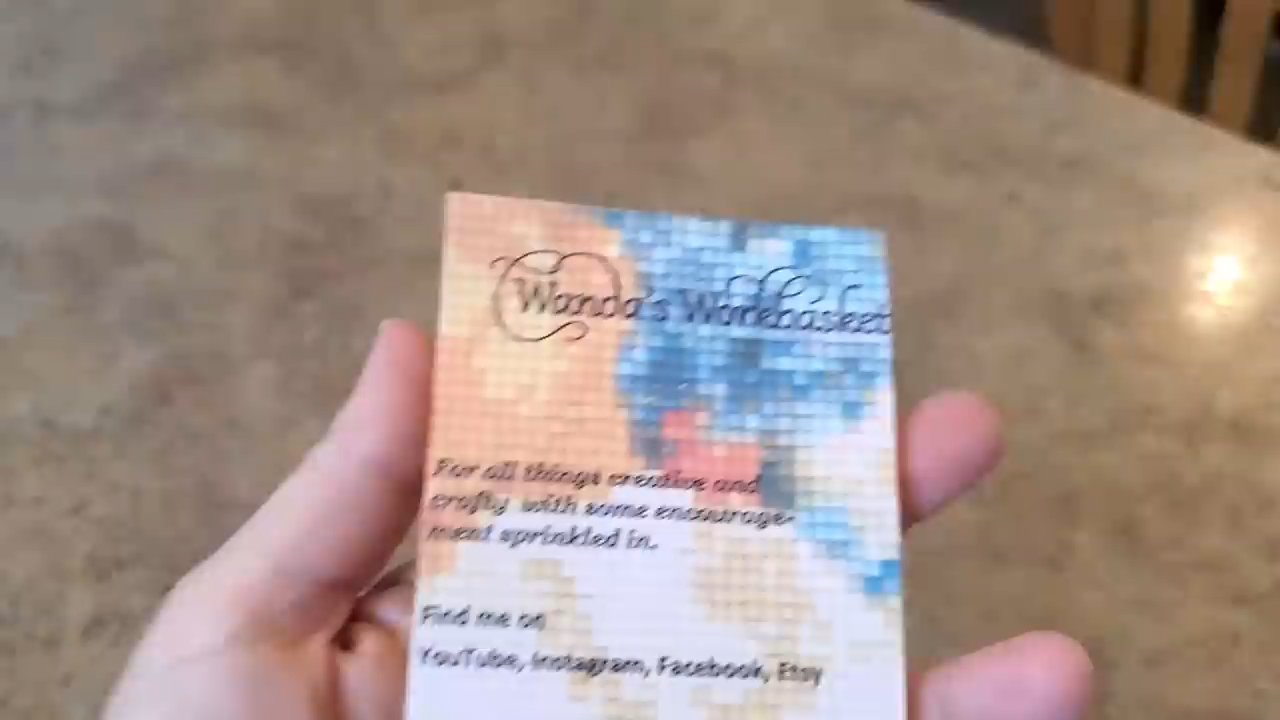 Wanda's Workbasket
For all things creative and
crafty with some encourage-
ment sprinkled in.
Find me on
YouTube, Instagram, Facebook, Etsy